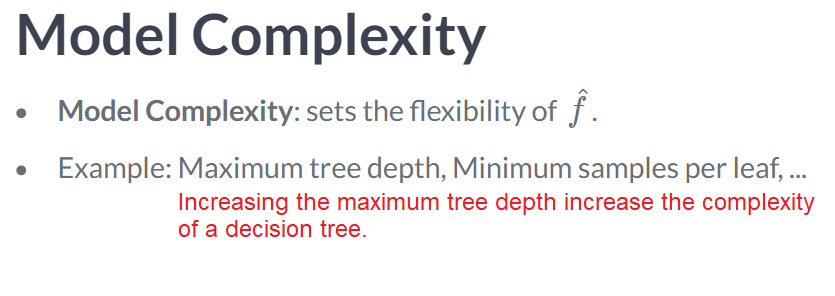 Model Complexity
• Model Complexity: sets the flexibility of f̂ .
• Example: Maximum tree depth, Minimum samples per leaf, ...
Increasing the maximum tree depth increase the complexity
of a decision tree.